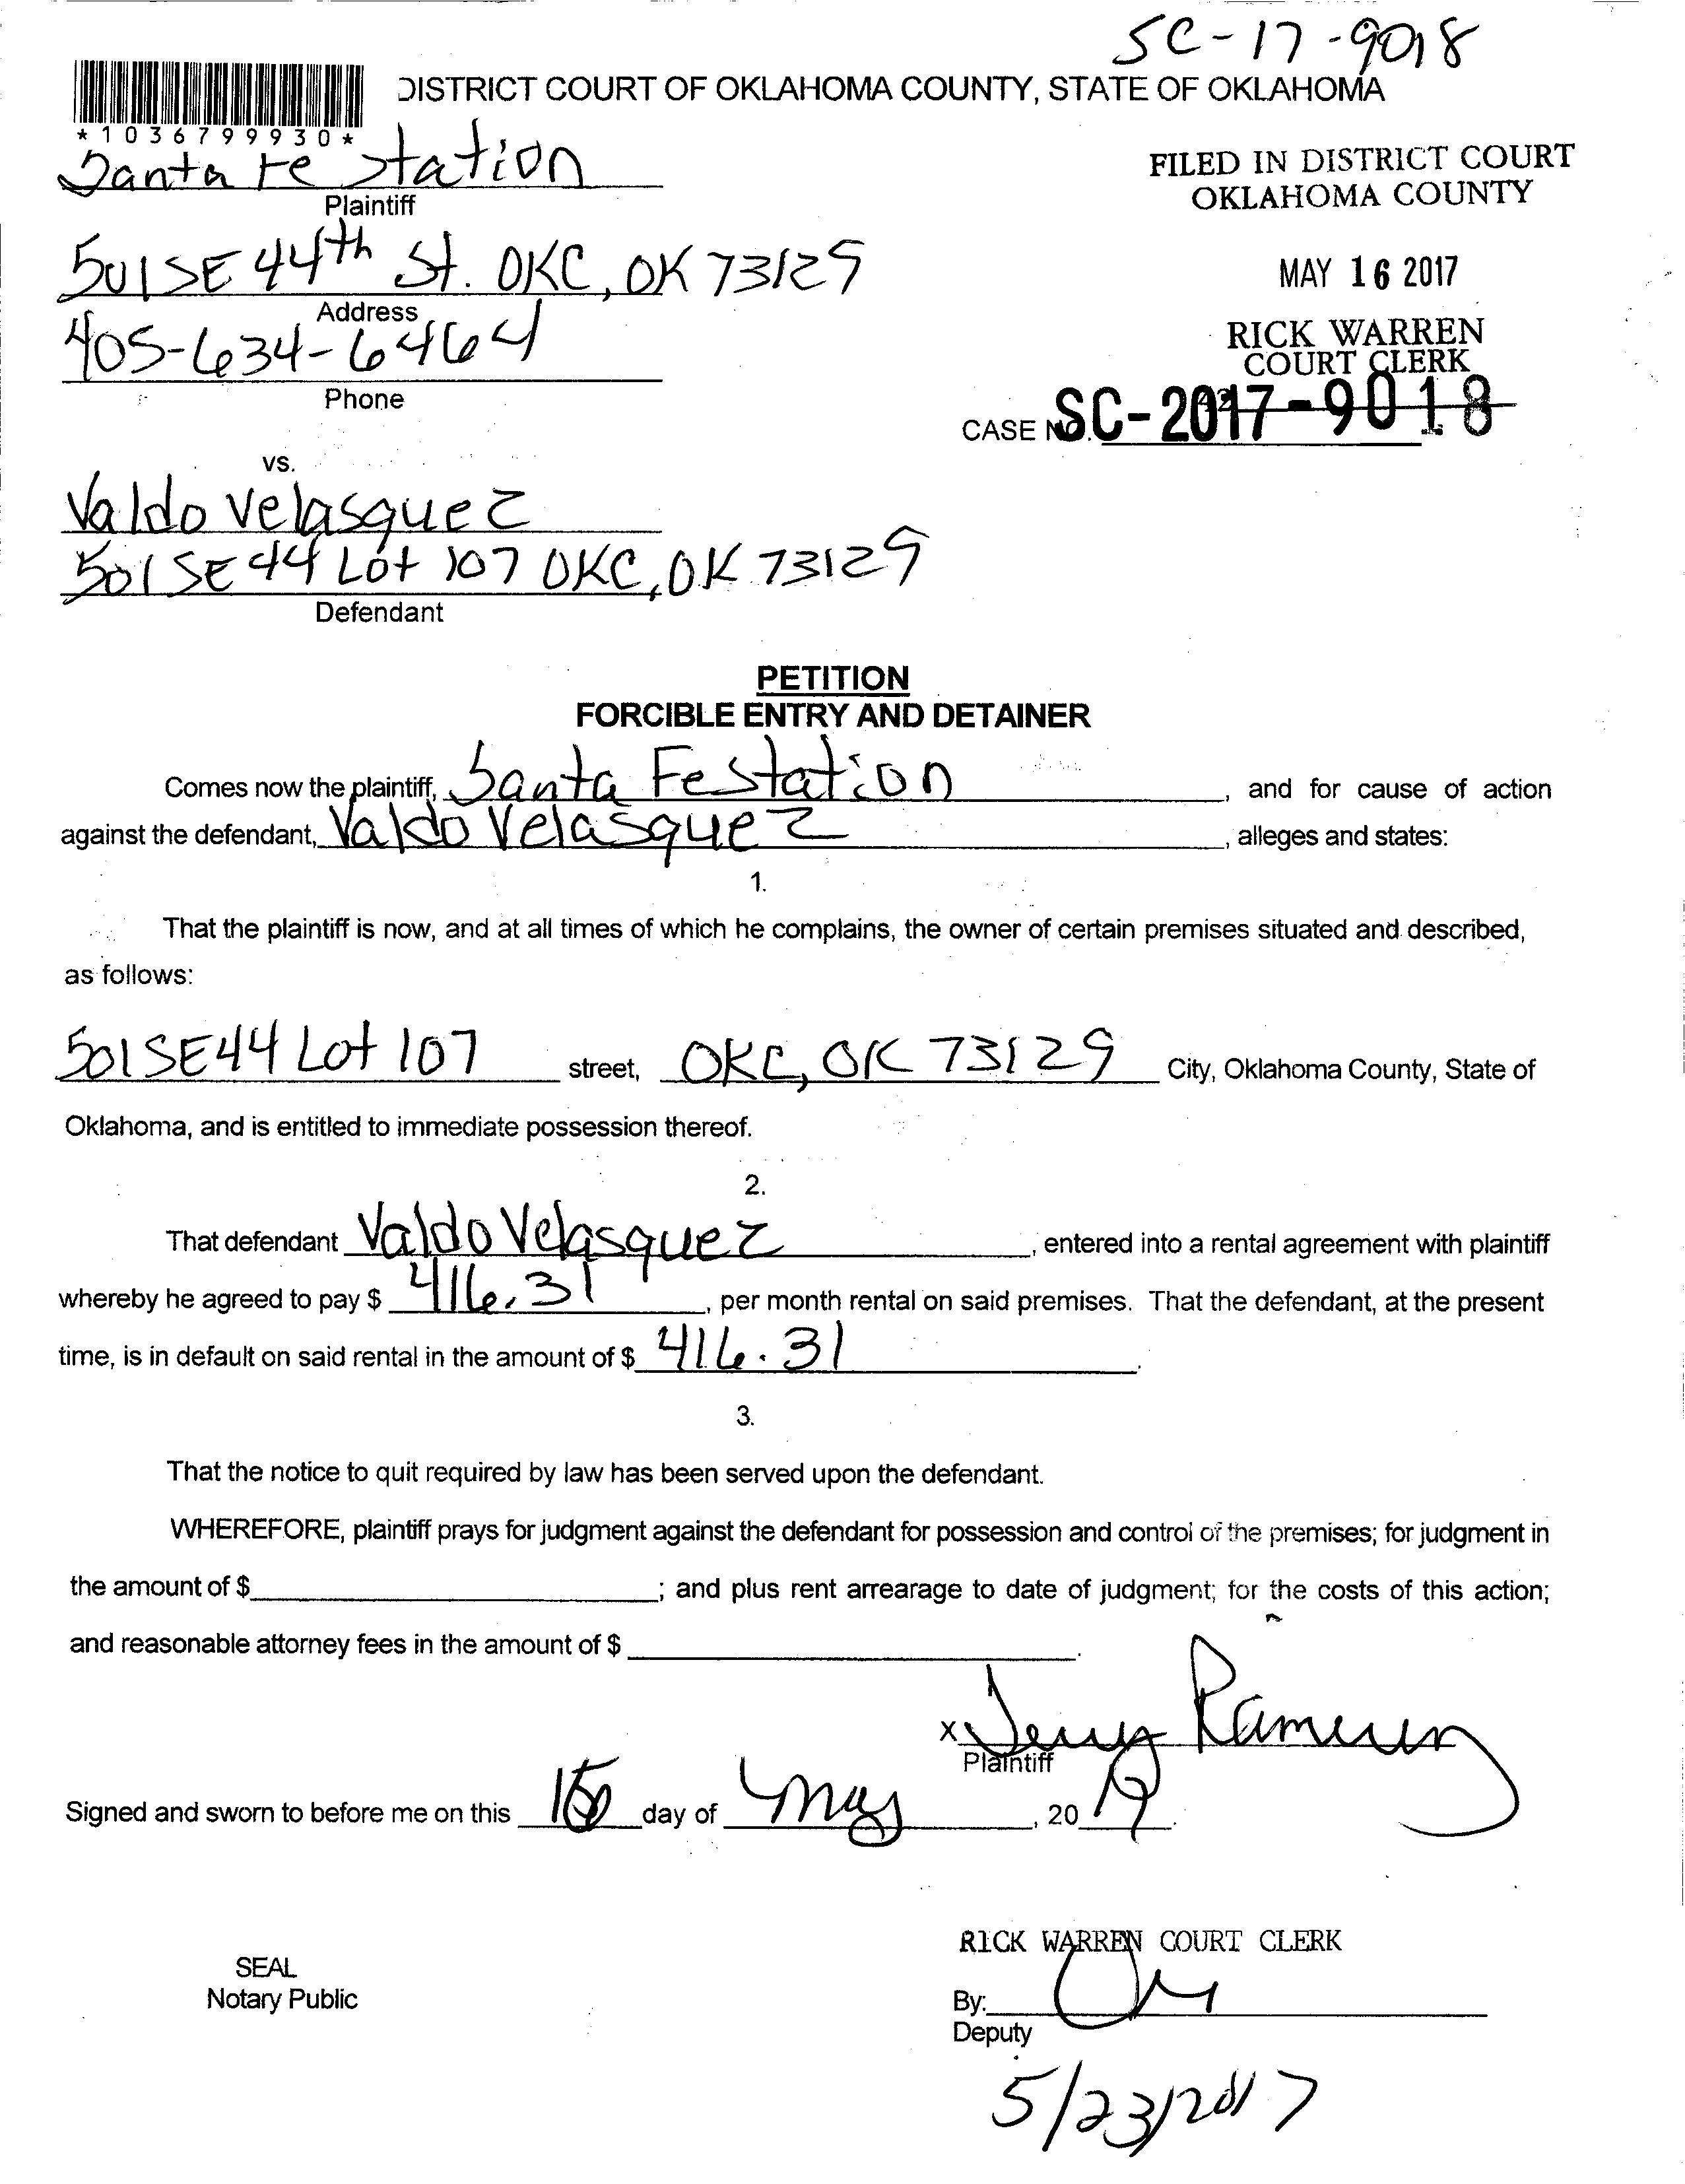 SC-17-9018
DISTRICT COURT OF OKLAHOMA COUNTY, STATE OF OKLAHOMA
*1036799930*
Santa Fe Station
Plaintiff
FILED IN DISTRICT COURT
OKLAHOMA COUNTY
501 SE 44th St. OKC, OK 73129
Address
MAY 16 2017
405-634-6464
Phone
RICK WARREN
COURT CLERK
CASE NO. SC-2017-9018
vs.
Valdo Velasquez
501 SE 44 Lot 107 OKC, OK 73129
Defendant
PETITION
FORCIBLE ENTRY AND DETAINER
Comes now the plaintiff, Santa Fe Station, and for cause of action
against the defendant, Valdo Velasquez, alleges and states:
1.
That the plaintiff is now, and at all times of which he complains, the owner of certain premises situated and described,
as follows:
501 SE 44 Lot 107 street, OKC, OK 73129 City, Oklahoma County, State of
Oklahoma, and is entitled to immediate possession thereof.
2.
That defendant Valdo Velasquez, entered into a rental agreement with plaintiff
whereby he agreed to pay $ 416.31, per month rental on said premises. That the defendant, at the present
time, is in default on said rental in the amount of $ 416.31.
3.
That the notice to quit required by law has been served upon the defendant.
WHEREFORE, plaintiff prays for judgment against the defendant for possession and control of the premises; for judgment in
the amount of $ ; and plus rent arrearage to date of judgment; for the costs of this action;
and reasonable attorney fees in the amount of $ .
x
Plaintiff
Signed and sworn to before me on this day of May, 20 17.
RICK WARREN COURT CLERK
SEAL
Notary Public
By:
Deputy
5/23/2017